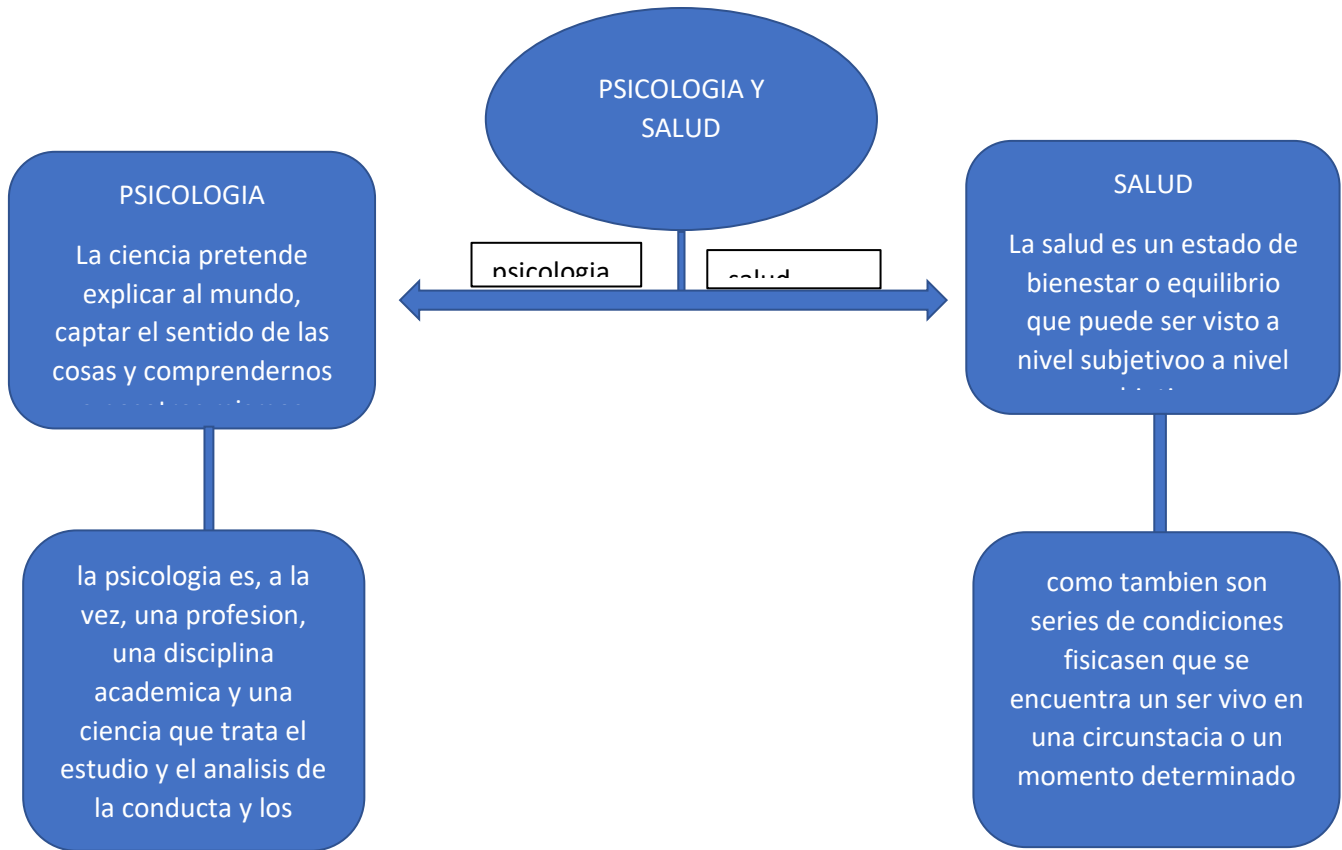 PSICOLOGIA Y
SALUD
PSICOLOGIA
La ciencia pretende
explicar al mundo,
captar el sentido de las
cosas y comprendernos
psicologia
salud
SALUD
La salud es un estado de
bienestar o equilibrio
que puede ser visto a
nivel subjetivoo a nivel
la psicologia es, a la
vez, una profesion,
una disciplina
academica y una
ciencia que trata el
estudio y el analisis de
la conducta y los
como tambien son
series de condiciones
fisicasen que se
encuentra un ser vivo en
una circunstacia o un
momento determinado